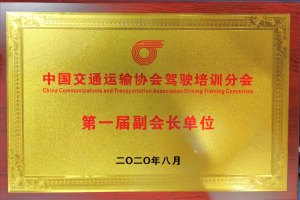 中国交通运输协会驾驶培训分会
China Communications and Transportation Association Driving Training Committee
第一届副会长单位
二〇二〇年八月